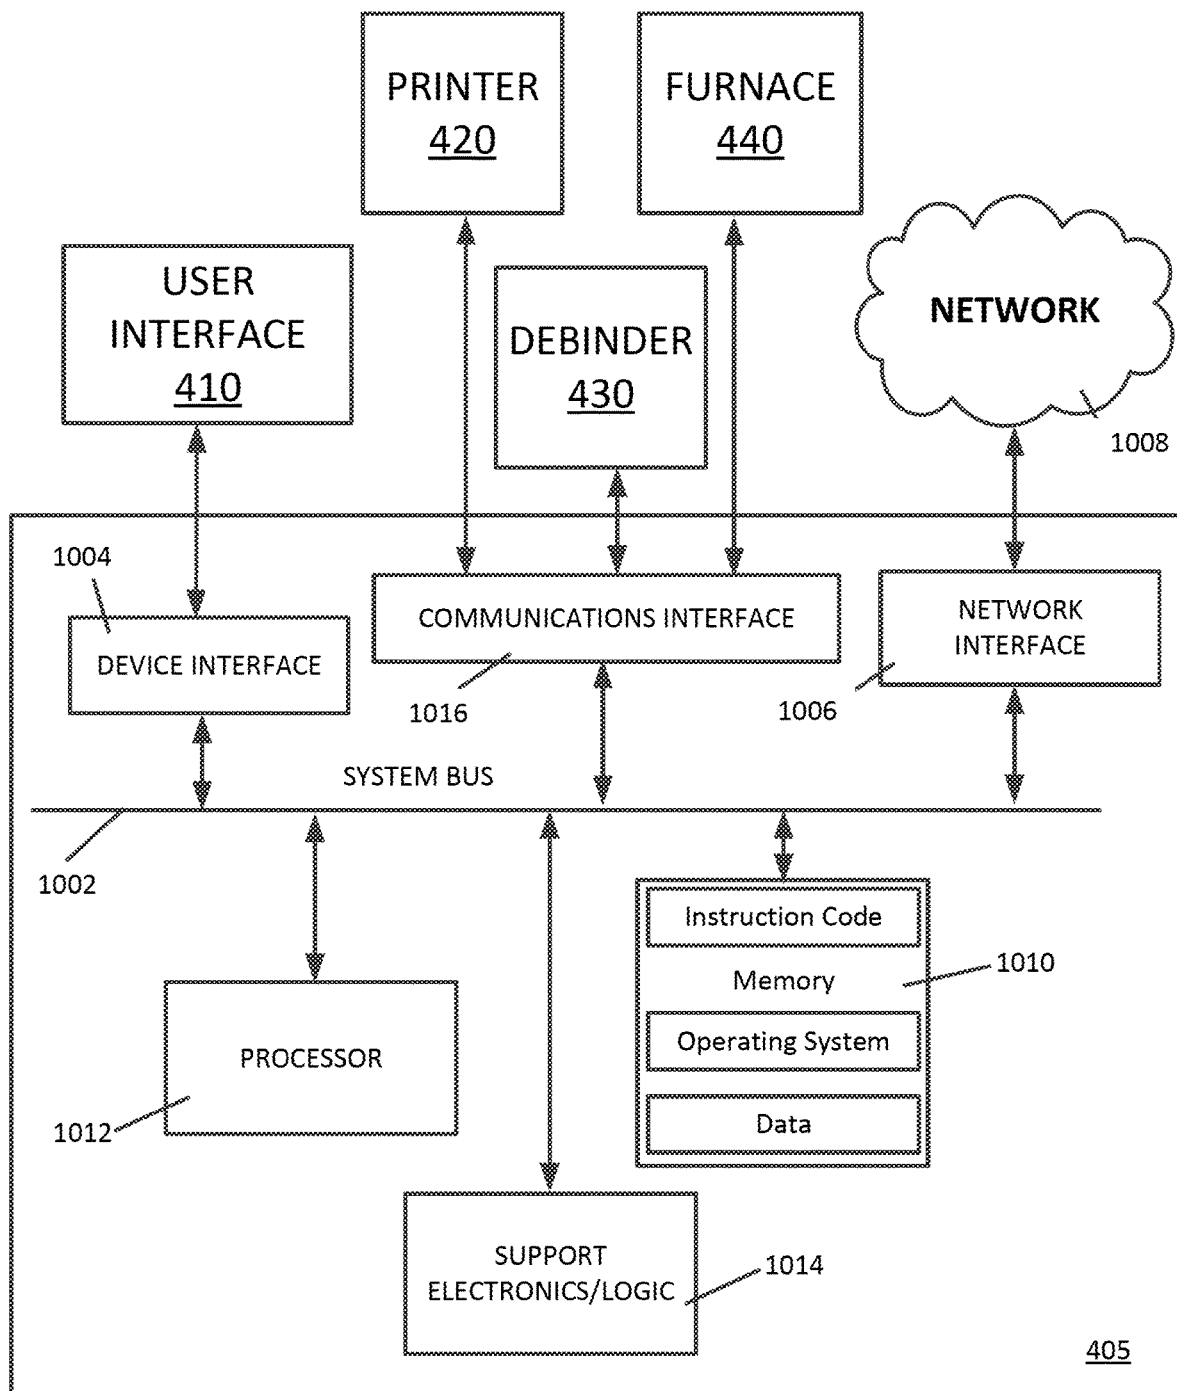 PRINTER
420
FURNACE
440
USER
INTERFACE
410
DEBINDER
430
NETWORK
1008
1004
DEVICE INTERFACE
COMMUNICATIONS INTERFACE
1016
NETWORK
INTERFACE
1006
SYSTEM BUS
1002
Instruction Code
Memory
1010
Operating System
Data
PROCESSOR
1012
SUPPORT
ELECTRONICS/LOGIC
1014
405